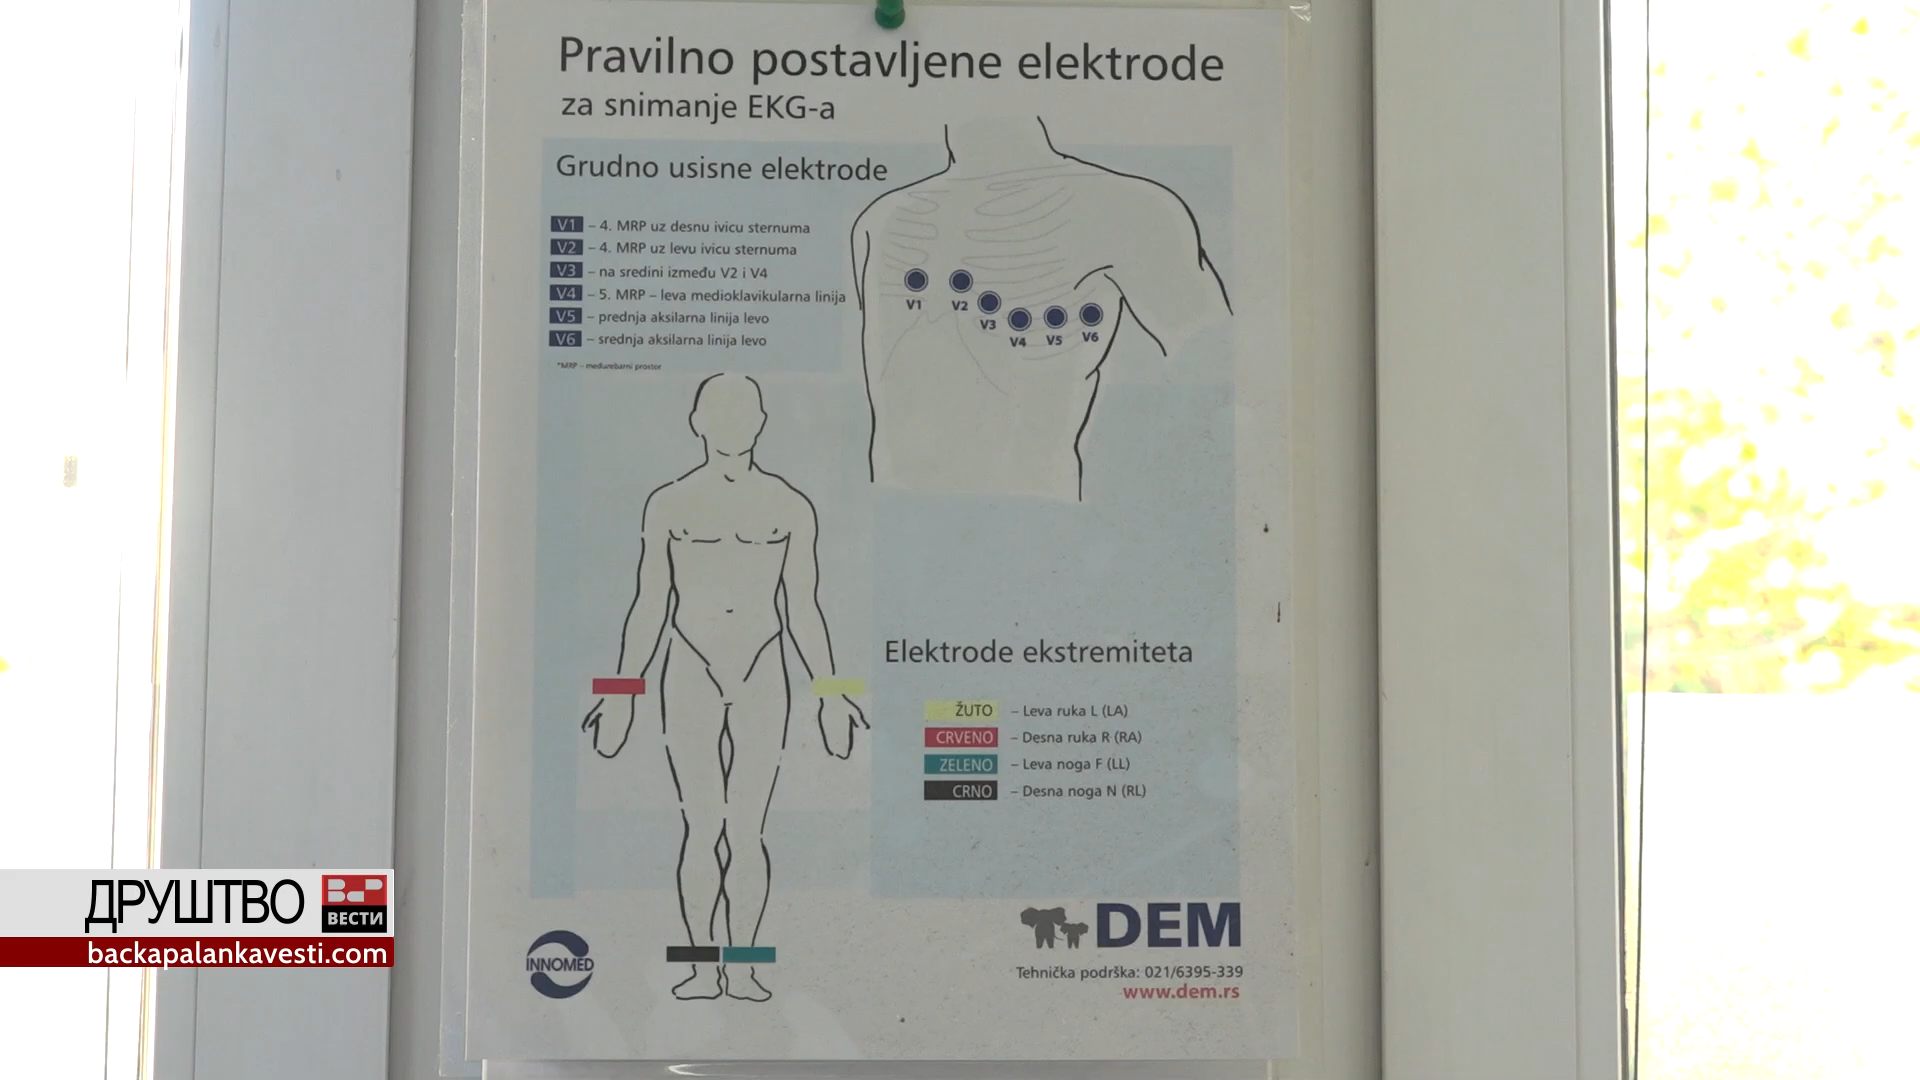 Pravilno postavljene elektrode
za snimanje EKG-a
Grudno usisne elektrode
V1 – 4. MRP uz desnu ivicu sternuma
V2 – 4. MRP uz levu ivicu sternuma
V3 – na sredini između V2 i V4
V4 – 5. MRP – leva medioklavikularna linija
V5 – prednja aksilarna linija levo
V6 – srednja aksilarna linija levo
*MRP – međurebarni prostor
V1
V2
V3
V4
V5
V6
Elektrode ekstremiteta
ŽUTO – Leva ruka L (LA)
CRVENO – Desna ruka R (RA)
ZELENO – Leva noga F (LL)
CRNO – Desna noga N (RL)
INNOMED
DEM
Tehnička podrška: 021/6395-339
www.dem.rs
ДРУШТВО
BCP
ВЕСТИ
backapalankavesti.com